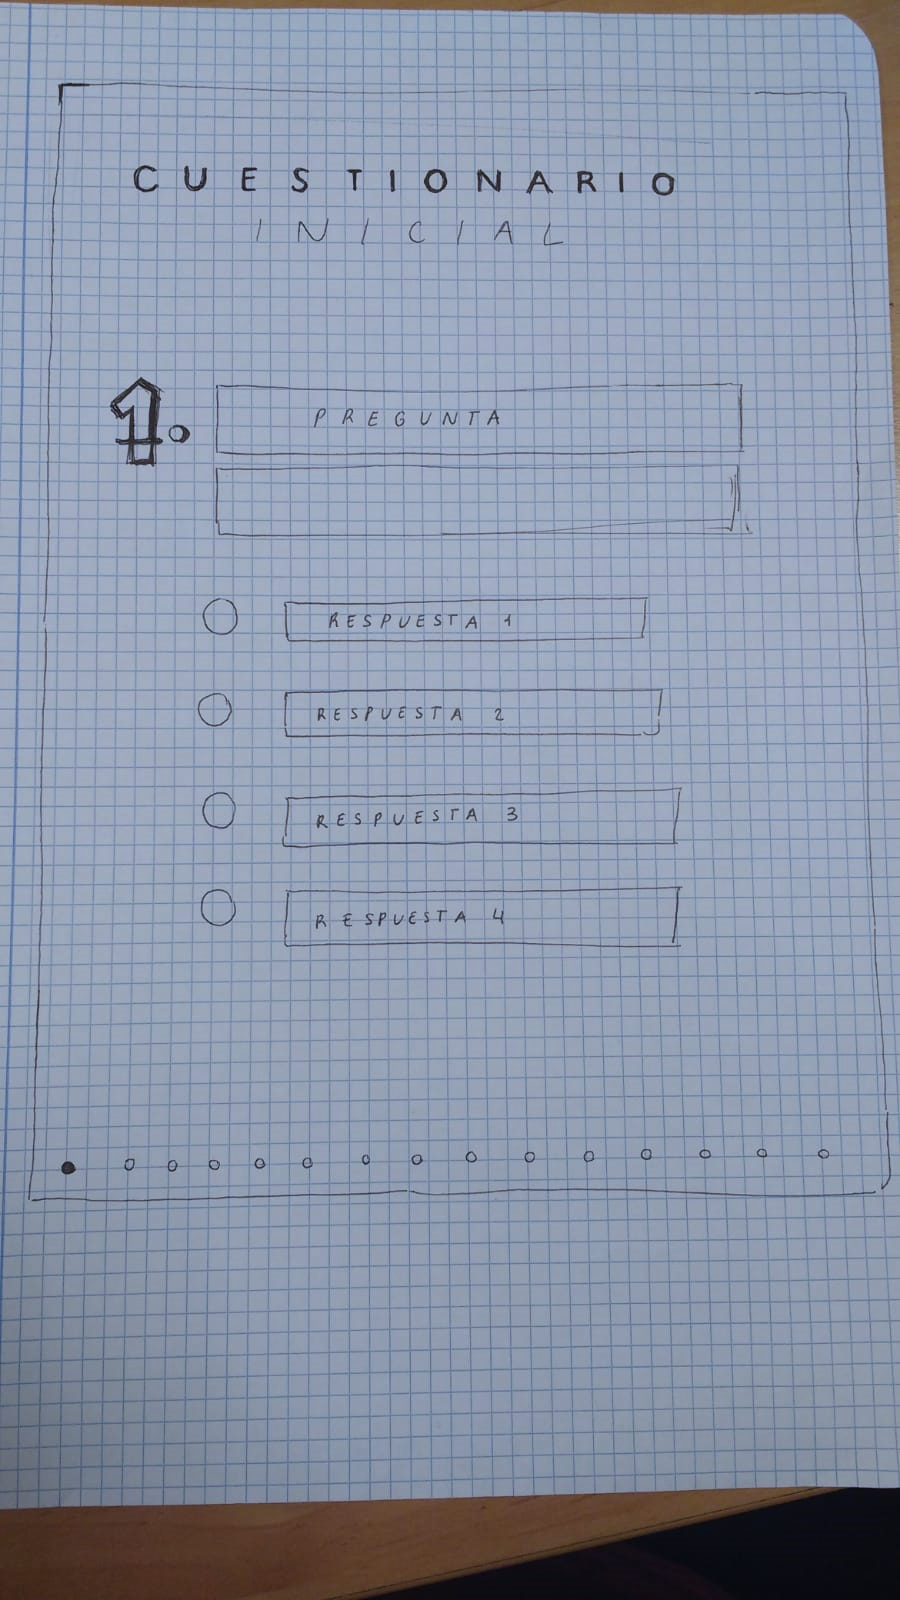 CUESTIONARIO
INICIAL
1. PREGUNTA
RESPUESTA 1
RESPUESTA 2
RESPUESTA 3
RESPUESTA 4